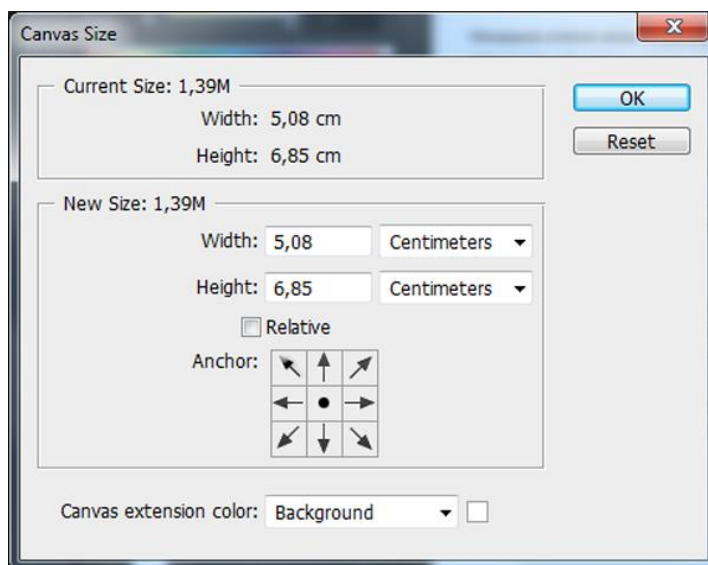 Canvas Size
Current Size: 1,39M
Width: 5,08 cm
Height: 6,85 cm
OK
Reset
New Size: 1,39M
Width: 5,08 Centimeters
Height: 6,85 Centimeters
Relative
Anchor:
Canvas extension color: Background